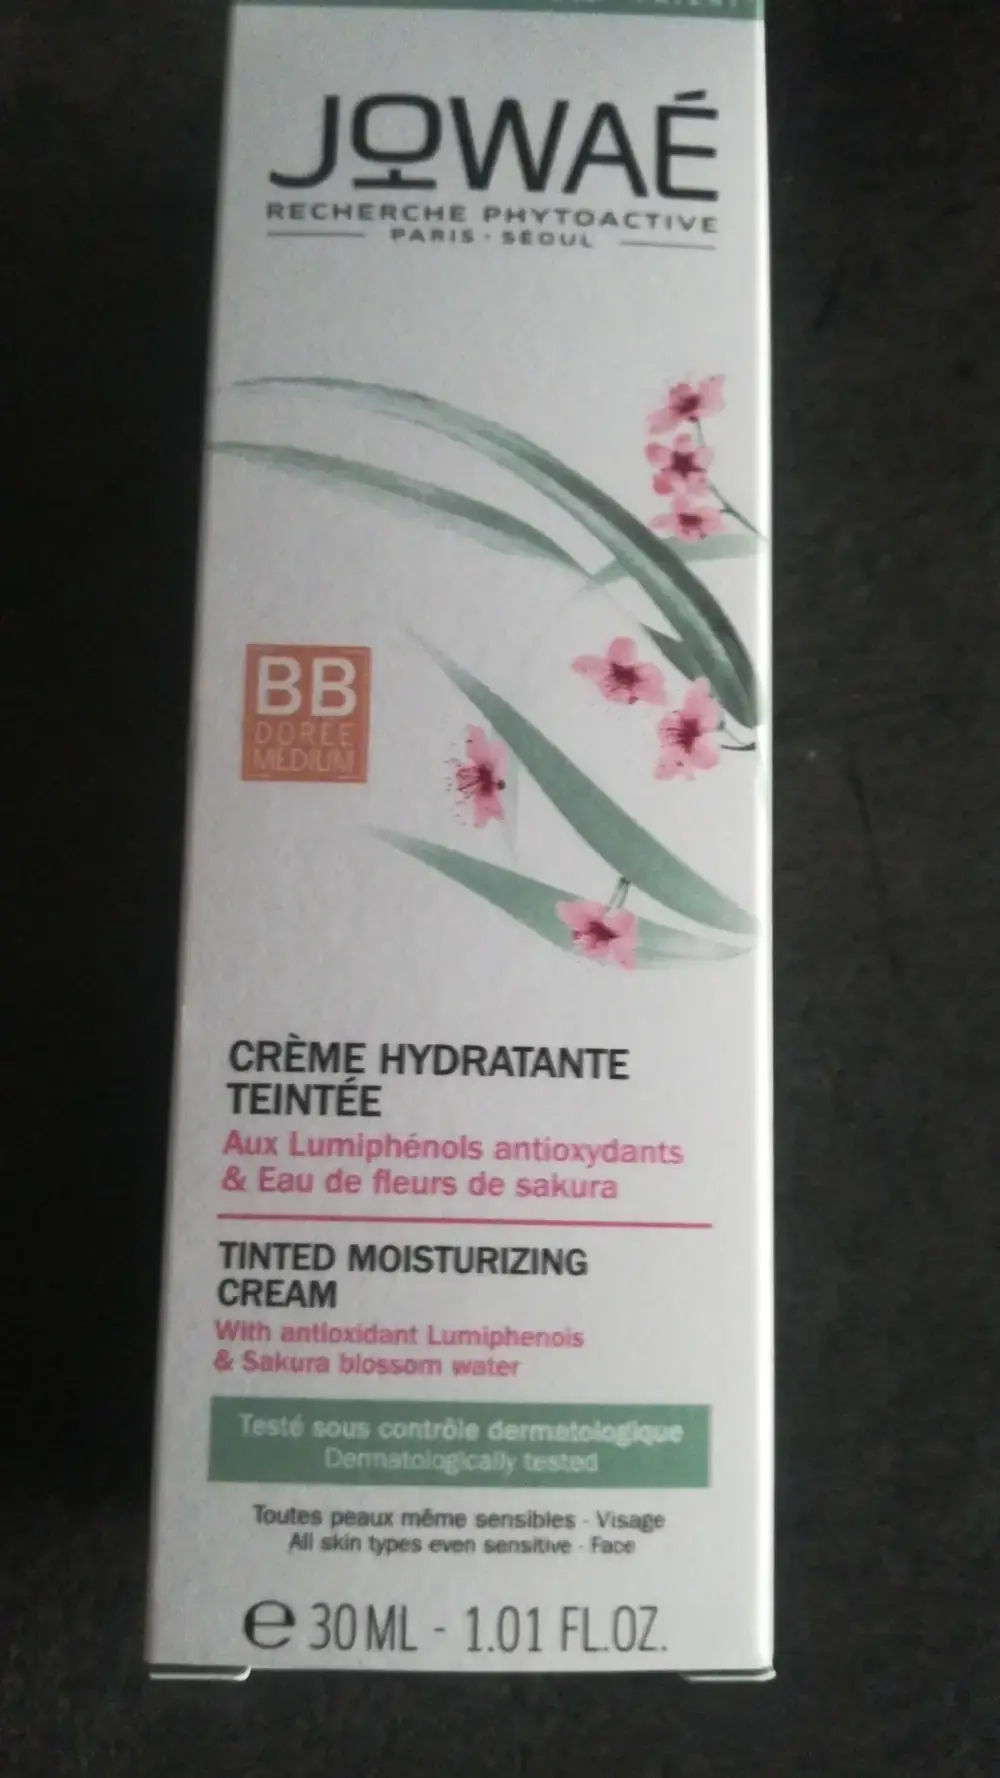 JOWAÉ
RECHERCHE PHYTOACTIVE
PARIS · SÉOUL
BB
DORÉE
MEDIUM
CRÈME HYDRATANTE
TEINTÉE
Aux Lumiphénols antioxydants
& Eau de fleurs de sakura
TINTED MOISTURIZING
CREAM
With antioxidant Lumiphenols
& Sakura blossom water
Testé sous contrôle dermatologique
Dermatologically tested
Toutes peaux même sensibles - Visage
All skin types even sensitive - Face
e 30ML - 1.01 FL.OZ.